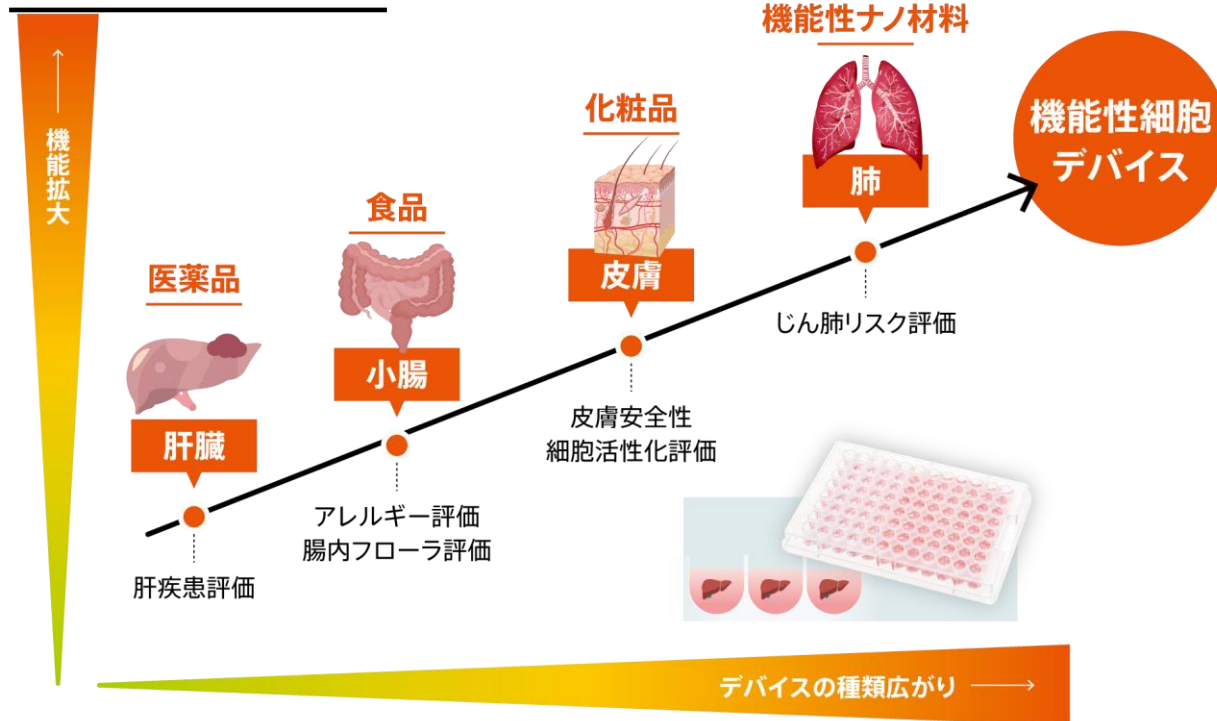 機能拡大
医薬品
肝臓
肝疾患評価
食品
小腸
アレルギー評価
腸内フローラ評価
化粧品
皮膚
皮膚安全性
細胞活性化評価
機能性ナノ材料
肺
じん肺リスク評価
機能性細胞
デバイス
デバイスの種類広がり